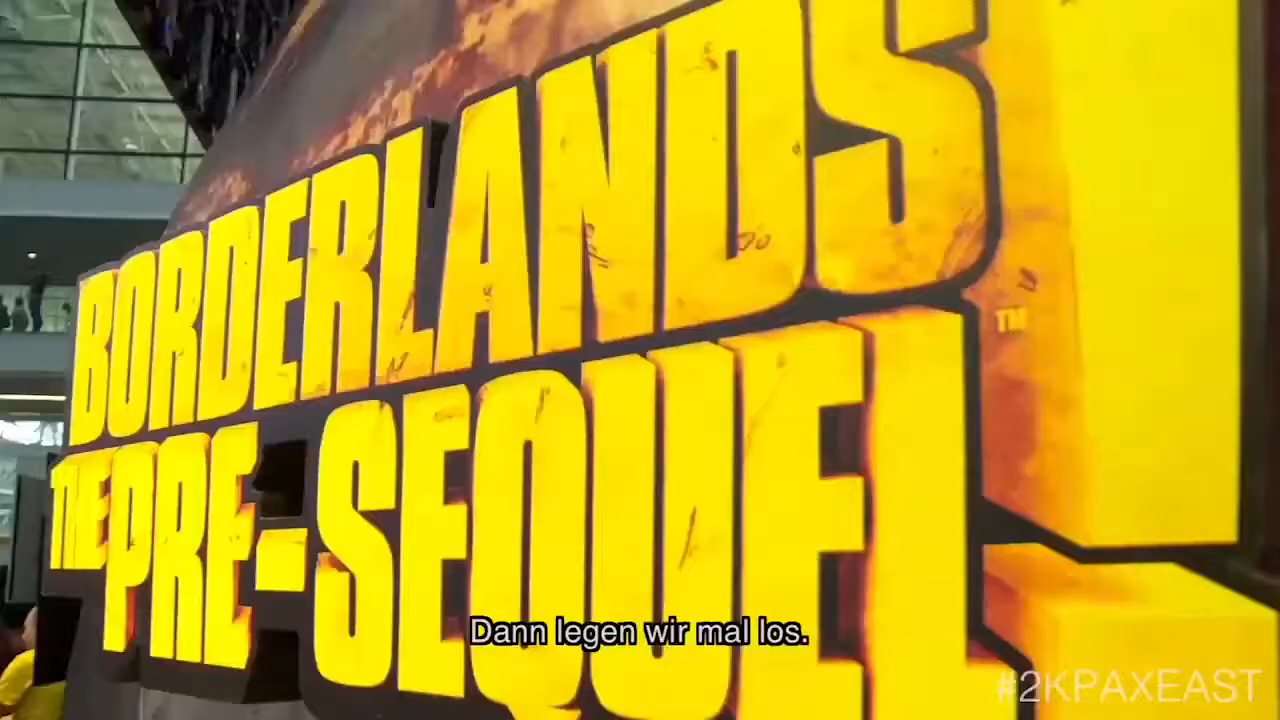 BORDERLANDS
™
THE PRE-SEQUEL
Dann legen wir mal los.
#2KPAXEAST